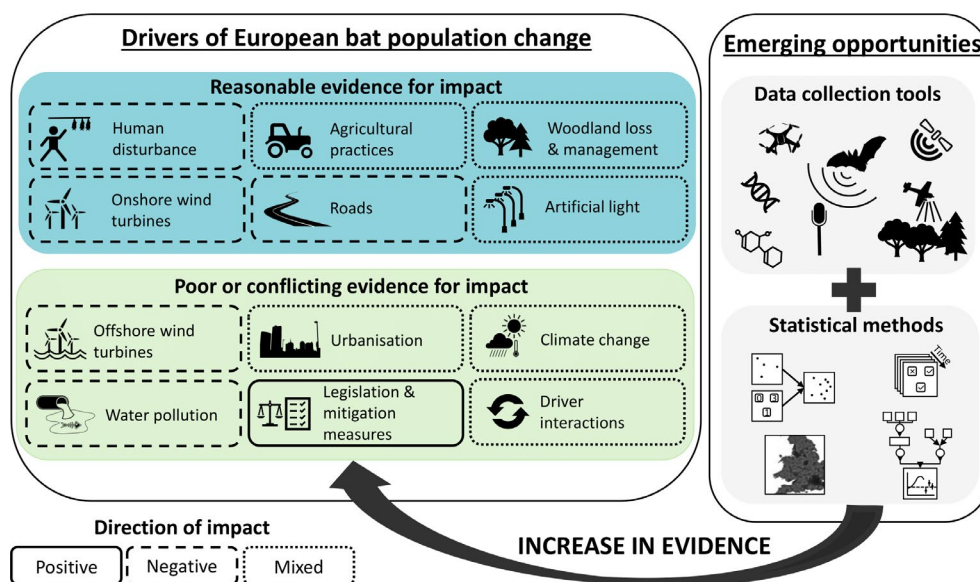 Drivers of European bat population change
Reasonable evidence for impact
Human
disturbance
Agricultural
practices
Woodland loss
& management
Onshore wind
turbines
Roads
Artificial light
Poor or conflicting evidence for impact
Offshore wind
turbines
Urbanisation
Climate change
Water pollution
Legislation &
mitigation
measures
Driver
interactions
Direction of impact
Positive
Negative
Mixed
Emerging opportunities
Data collection tools
Statistical methods
0 3
1
Time
INCREASE IN EVIDENCE